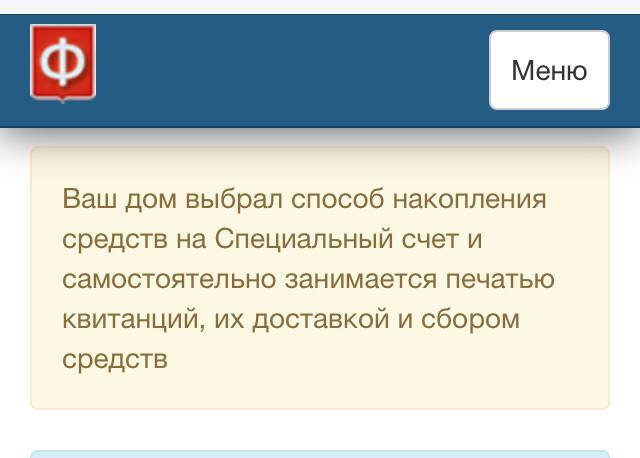 Ф
Меню
Ваш дом выбрал способ накопления
средств на Специальный счет и
самостоятельно занимается печатью
квитанций, их доставкой и сбором
средств